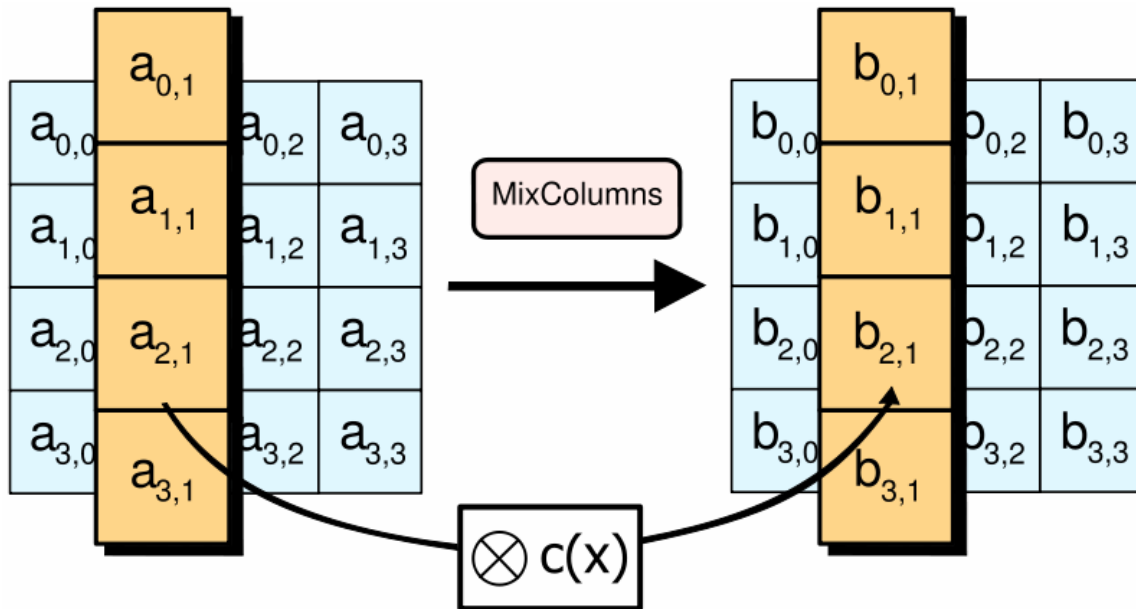 a0,1
a0,0 a0,2 a0,3
a1,1
a1,0 a1,2 a1,3
a2,1
a2,0 a2,2 a2,3
a3,1
a3,0 a3,2 a3,3
MixColumns
b0,1
b0,0 b0,2 b0,3
b1,1
b1,0 b1,2 b1,3
b2,1
b2,0 b2,2 b2,3
b3,1
b3,0 b3,2 b3,3
⊗ c(x)